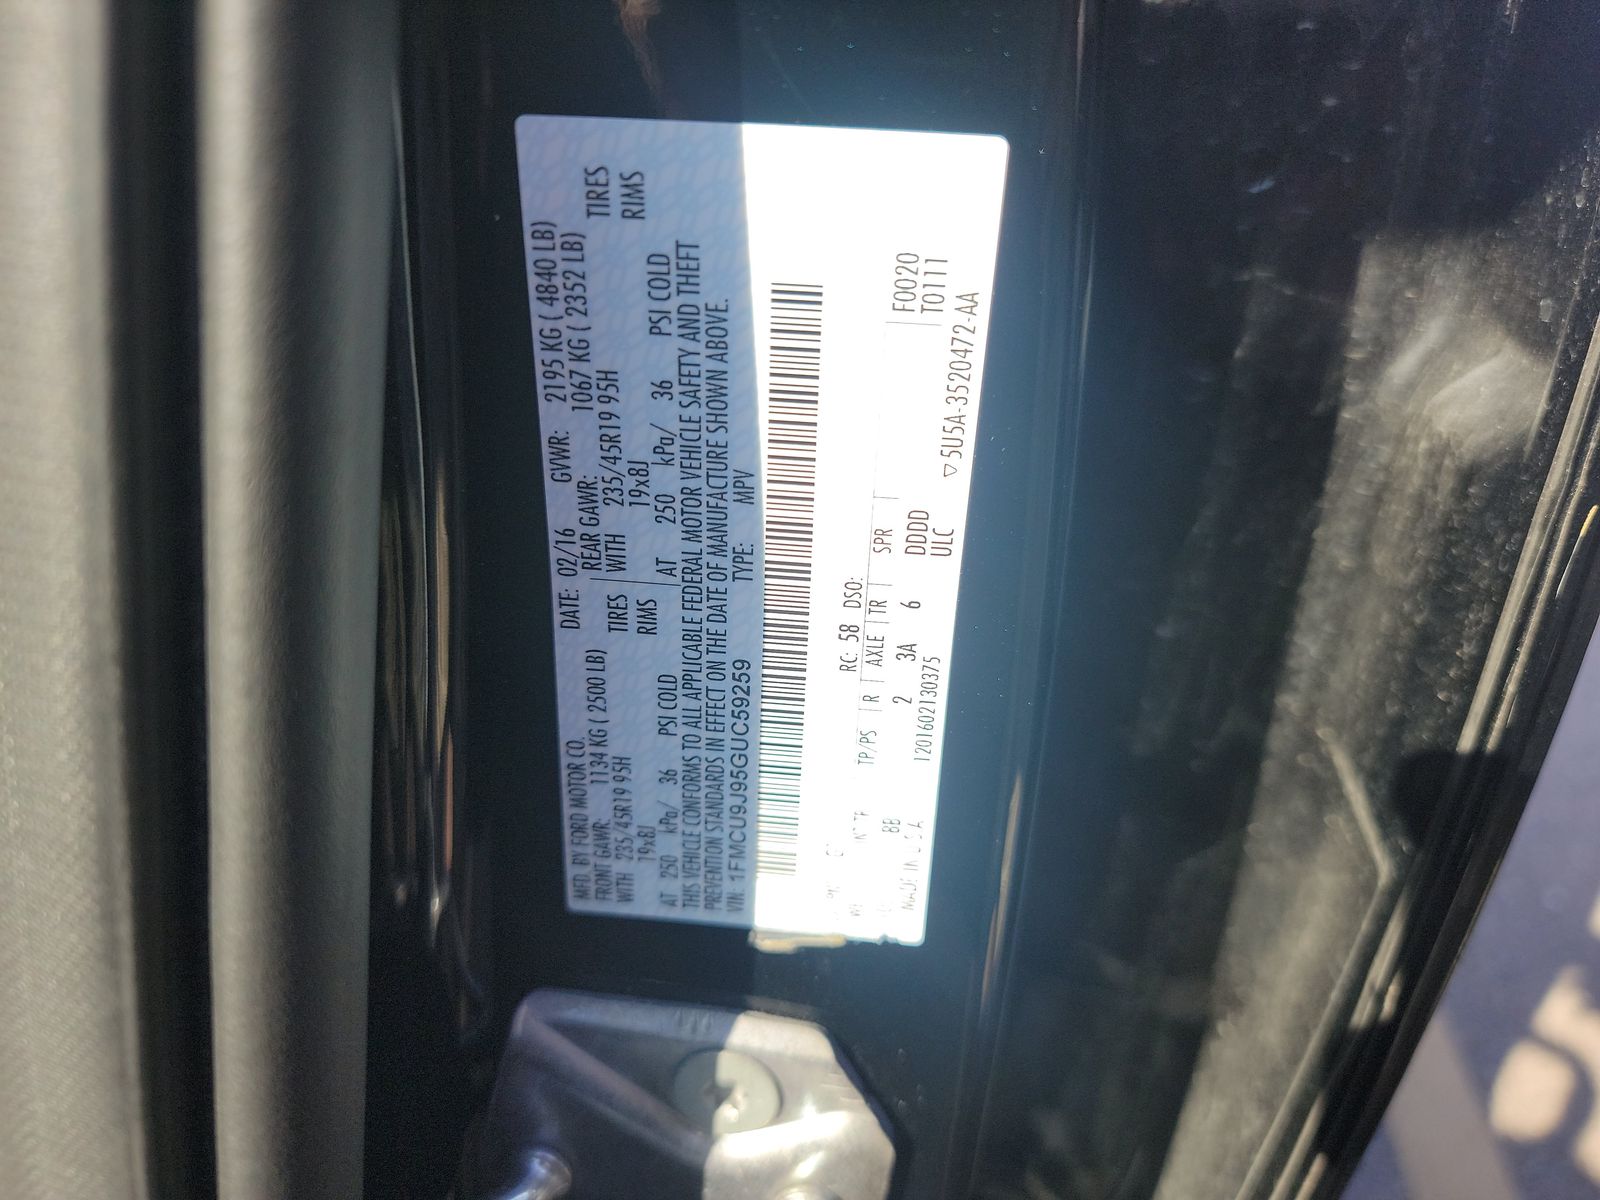 MFD. BY FORD MOTOR CO. DATE: 02/16 GVWR: 2195 KG ( 4840 LB)
FRONT GAWR: 1134 KG ( 2500 LB) REAR GAWR: 1067 KG ( 2352 LB)
WITH 235/45R19 95H TIRES WITH 235/45R19 95H TIRES
19x8J RIMS 19x8J RIMS
AT 250 kPa/ 36 PSI COLD AT 250 kPa/ 36 PSI COLD
THIS VEHICLE CONFORMS TO ALL APPLICABLE FEDERAL MOTOR VEHICLE SAFETY AND THEFT
PREVENTION STANDARDS IN EFFECT ON THE DATE OF MANUFACTURE SHOWN ABOVE.
VIN: 1FMCU9J95GUC59259 TYPE: MPV
RC: 58 DSO:
TP/PS R AXLE TR SPR
BB 2 3A 6 DDDD F0020
MADE IN U.S.A. 120160213 0375 ULC T0111
▽5U5A-3520472-AA